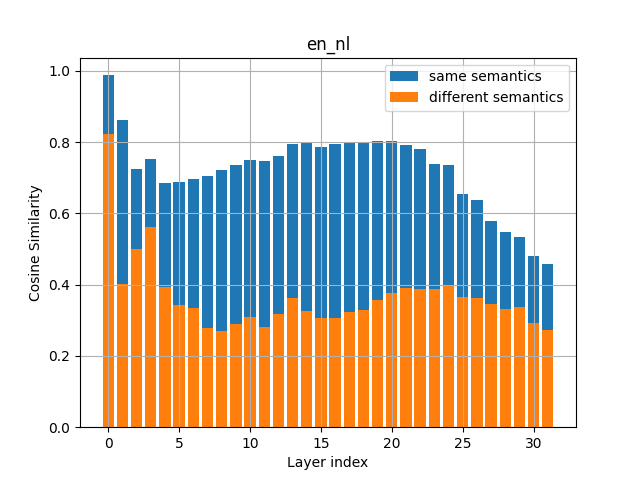 en_nl
same semantics
different semantics
Cosine Similarity
1.0
0.8
0.6
0.4
0.2
0.0
0 5 10 15 20 25 30
Layer index